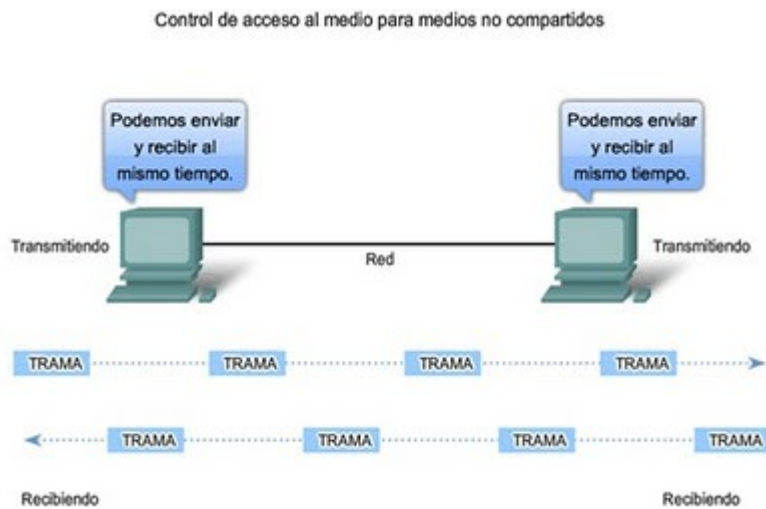 Control de acceso al medio para medios no compartidos
Podemos enviar
y recibir al
mismo tiempo.
Podemos enviar
y recibir al
mismo tiempo.
Transmitiendo
Red
Transmitiendo
TRAMA TRAMA TRAMA TRAMA
TRAMA TRAMA TRAMA TRAMA
Recibiendo
Recibiendo